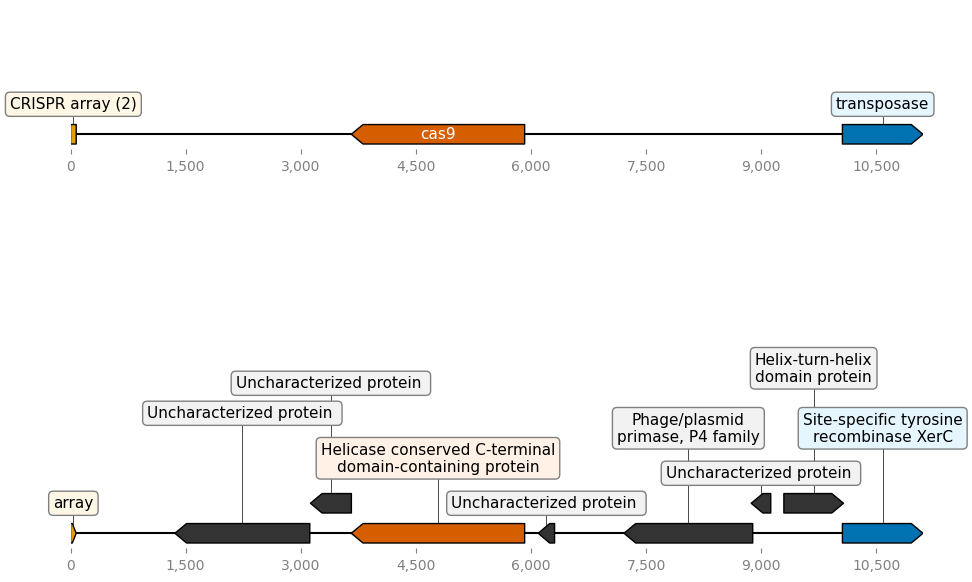 CRISPR array (2)
transposase
cas9
0 1,500 3,000 4,500 6,000 7,500 9,000 10,500
Helix-turn-helix
domain protein
Uncharacterized protein
Uncharacterized protein
Phage/plasmid
primase, P4 family
Site-specific tyrosine
recombinase XerC
Helicase conserved C-terminal
domain-containing protein
Uncharacterized protein
array
Uncharacterized protein
0 1,500 3,000 4,500 6,000 7,500 9,000 10,500